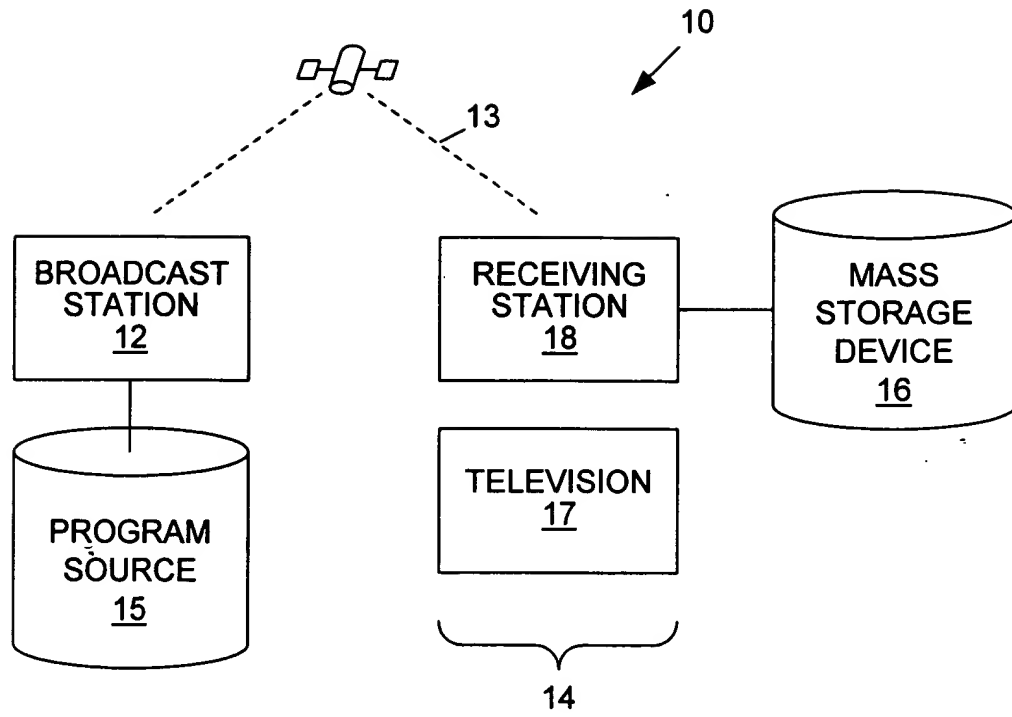 10
13
BROADCAST
STATION
12
RECEIVING
STATION
18
MASS
STORAGE
DEVICE
16
PROGRAM
SOURCE
15
TELEVISION
17
14